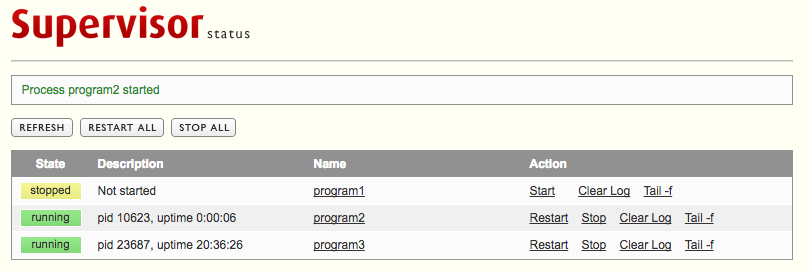 Supervisor status
Process program2 started
REFRESH RESTART ALL STOP ALL
State Description Name Action
stopped Not started program1 Start Clear Log Tail -f
running pid 10623, uptime 0:00:06 program2 Restart Stop Clear Log Tail -f
running pid 23687, uptime 20:36:26 program3 Restart Stop Clear Log Tail -f